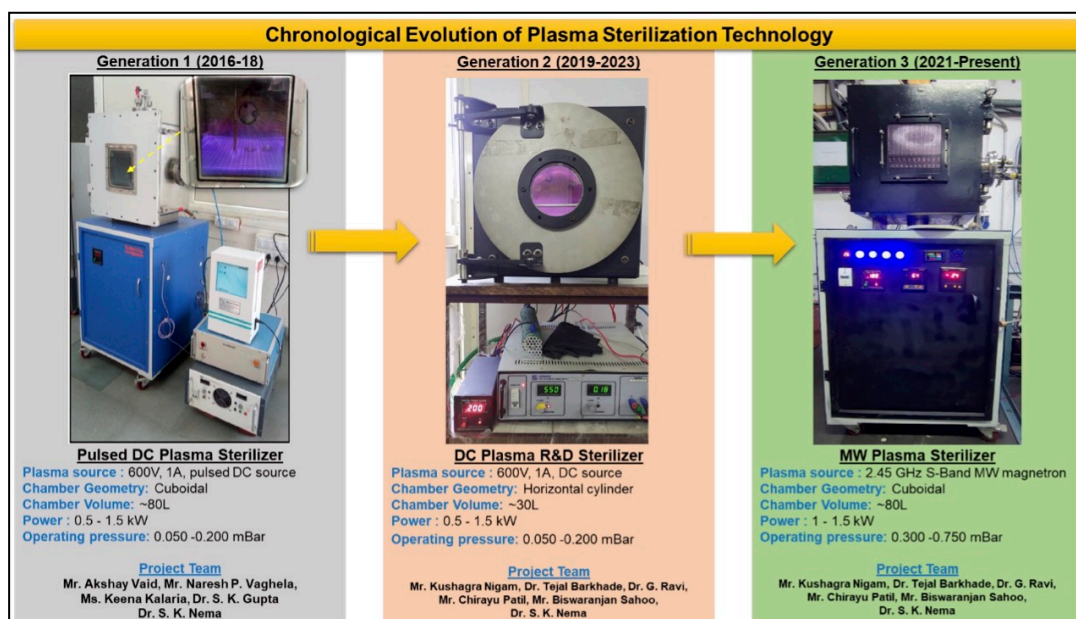 Chronological Evolution of Plasma Sterilization Technology
Generation 1 (2016-18)
Pulsed DC Plasma Sterilizer
Plasma source : 600V, 1A, pulsed DC source
Chamber Geometry: Cuboidal
Chamber Volume: ~80L
Power : 0.5 - 1.5 kW
Operating pressure: 0.050 -0.200 mBar
Project Team
Mr. Akshay Vaid, Mr. Naresh P. Vaghela,
Ms. Keena Kalaria, Dr. S. K. Gupta
Dr. S. K. Nema
Generation 2 (2019-2023)
550
0.18
200
DC Plasma R&D Sterilizer
Plasma source : 600V, 1A, DC source
Chamber Geometry: Horizontal cylinder
Chamber Volume: ~30L
Power : 0.5 - 1.5 kW
Operating pressure: 0.050 -0.200 mBar
Project Team
Mr. Kushagra Nigam, Dr. Tejal Barkhade, Dr. G. Ravi,
Mr. Chirayu Patil, Mr. Biswaranjan Sahoo,
Dr. S. K. Nema
Generation 3 (2021-Present)
MW Plasma Sterilizer
Plasma source : 2.45 GHz S-Band MW magnetron
Chamber Geometry: Cuboidal
Chamber Volume: ~80L
Power : 1 - 1.5 kW
Operating pressure: 0.300 -0.750 mBar
Project Team
Mr. Kushagra Nigam, Dr. Tejal Barkhade, Dr. G. Ravi,
Mr. Chirayu Patil, Mr. Biswaranjan Sahoo,
Dr. S. K. Nema